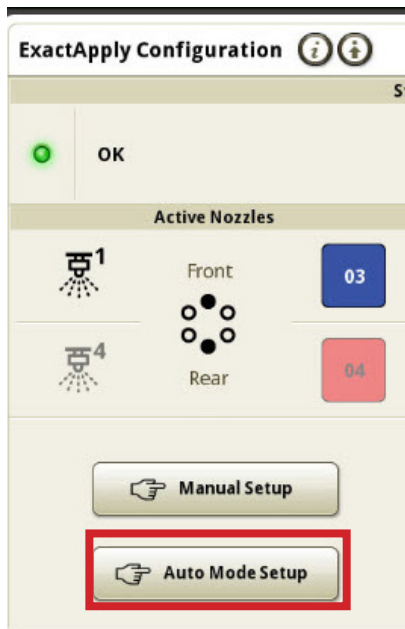 ExactApply Configuration
OK
Active Nozzles
1
Front
03
4
Rear
04
Manual Setup
Auto Mode Setup